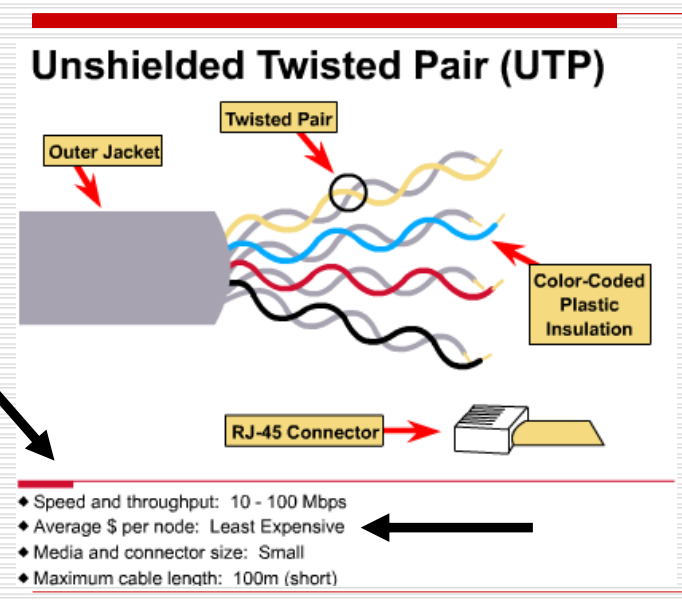 Unshielded Twisted Pair (UTP)
Twisted Pair
Outer Jacket
Color-Coded
Plastic
Insulation
RJ-45 Connector
◆ Speed and throughput: 10 - 100 Mbps
◆ Average $ per node: Least Expensive
◆ Media and connector size: Small
◆ Maximum cable length: 100m (short)